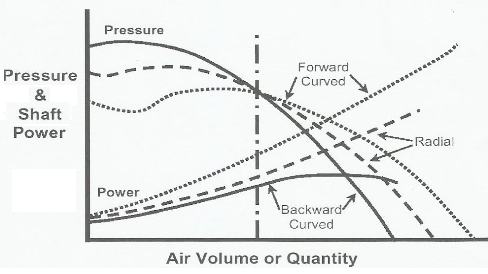 Pressure
Forward
Curved
Pressure
&
Shaft
Power
Radial
Power
Backward
Curved
Air Volume or Quantity